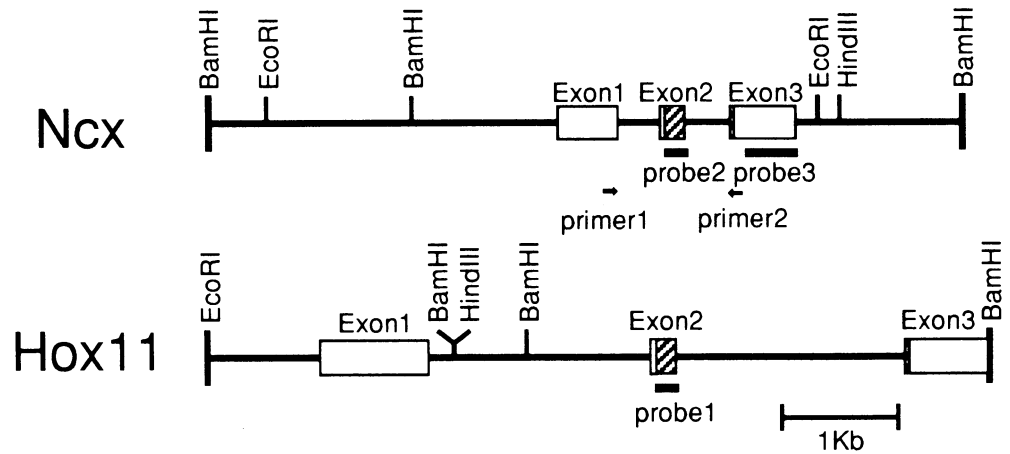 BamHI EcoRI BamHI EcoRI HindIII BamHI
Exon1 Exon2 Exon3
Ncx
probe2 probe3
primer1 primer2
EcoRI BamHI HindIII BamHI BamHI
Exon1 Exon2 Exon3
Hox11
probe1
1Kb